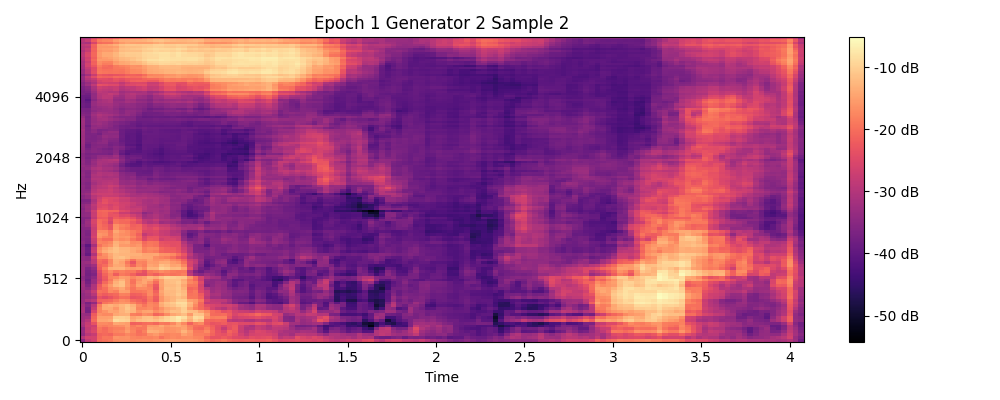 Epoch 1 Generator 2 Sample 2
Hz
4096
2048
1024
512
0
0 0.5 1 1.5 2 2.5 3 3.5 4
Time
-10 dB
-20 dB
-30 dB
-40 dB
-50 dB